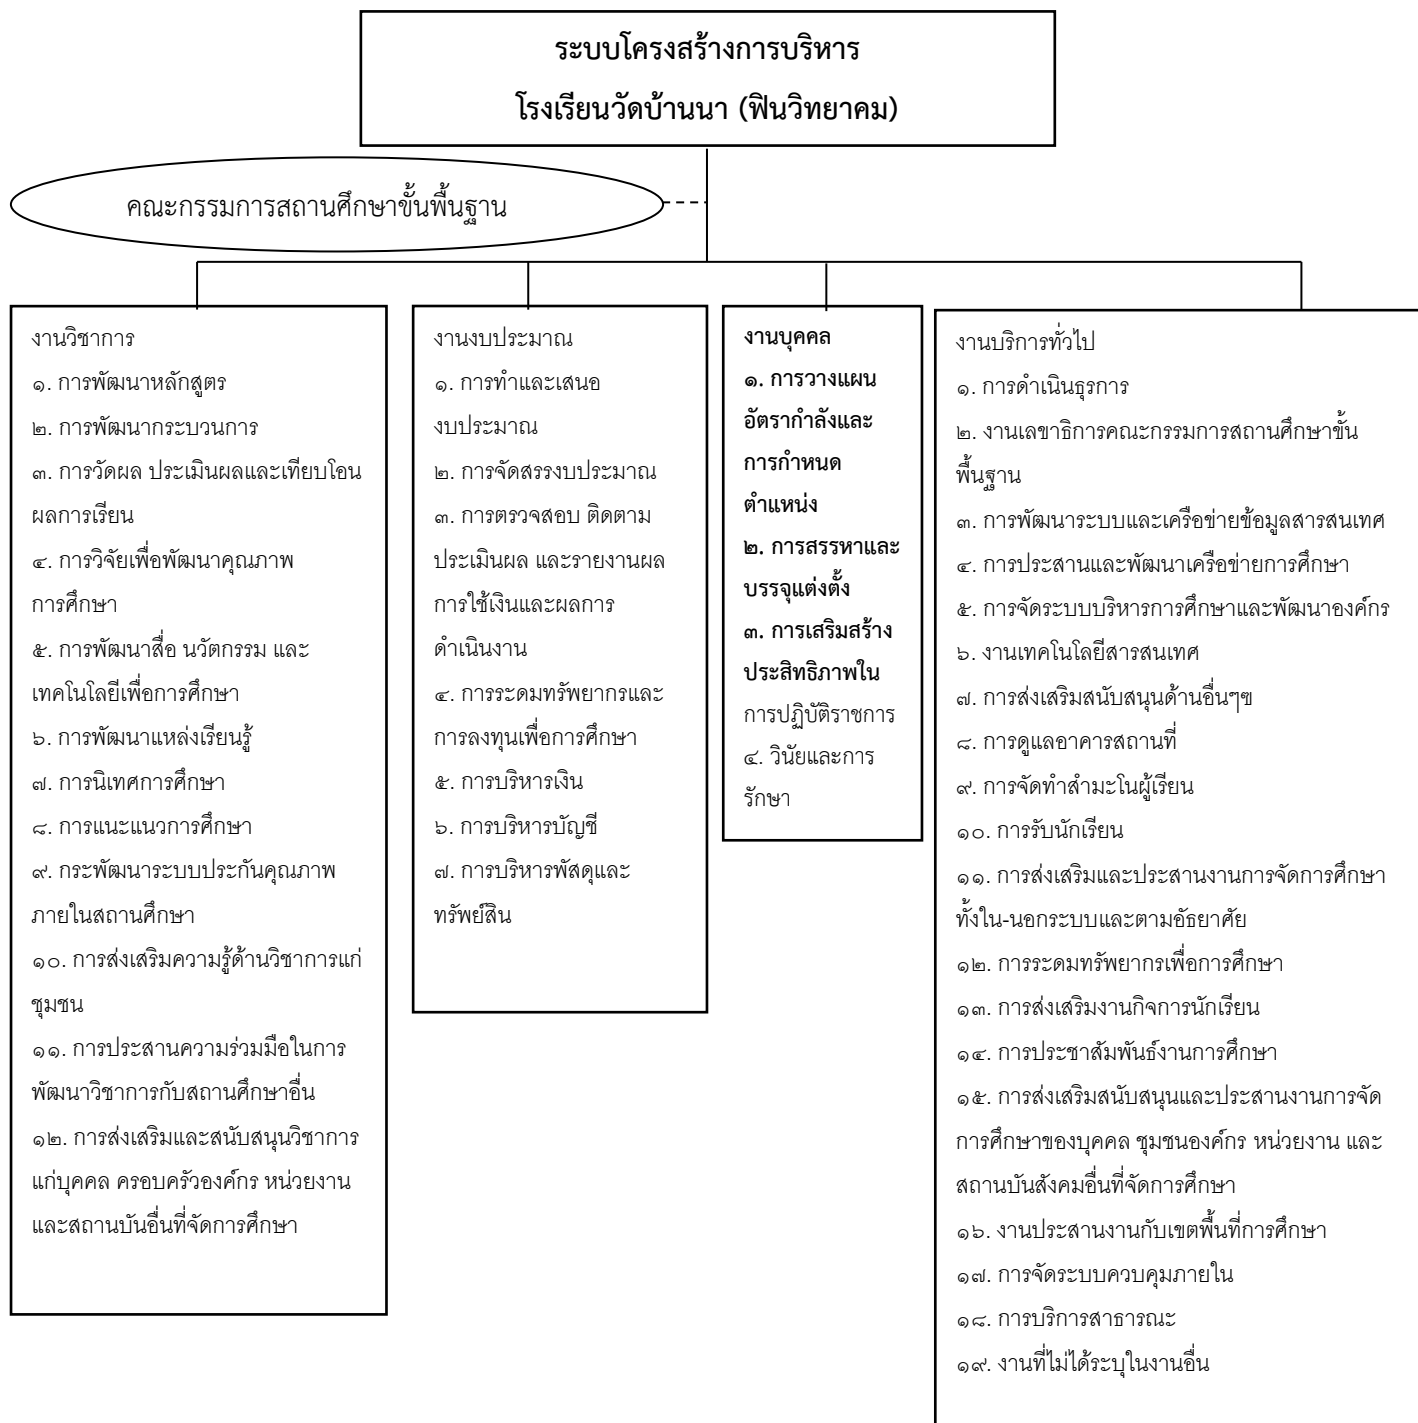 ระบบโครงสร้างการบริหาร
โรงเรียนวัดบ้านนา (ฟินวิทยาคม)
คณะกรรมการสถานศึกษาขั้นพื้นฐาน
งานวิชาการ
๑. การพัฒนาหลักสูตร
๒. การพัฒนากระบวนการ
๓. การวัดผล ประเมินผลและเทียบโอน
ผลการเรียน
๔. การวิจัยเพื่อพัฒนาคุณภาพ
การศึกษา
๕. การพัฒนาสื่อ นวัตกรรม และ
เทคโนโลยีเพื่อการศึกษา
๖. การพัฒนาแหล่งเรียนรู้
๗. การนิเทศการศึกษา
๘. การแนะแนวการศึกษา
๙. กระพัฒนาระบบประกันคุณภาพ
ภายในสถานศึกษา
๑๐. การส่งเสริมความรู้ด้านวิชาการแก่
ชุมชน
๑๑. การประสานความร่วมมือในการ
พัฒนาวิชาการกับสถานศึกษาอื่น
๑๒. การส่งเสริมและสนับสนุนวิชาการ
แก่บุคคล ครอบครัวองค์กร หน่วยงาน
และสถาบันอื่นที่จัดการศึกษา
งานงบประมาณ
๑. การทำและเสนอ
งบประมาณ
๒. การจัดสรรงบประมาณ
๓. การตรวจสอบ ติดตาม
ประเมินผล และรายงานผล
การใช้เงินและผลการ
ดำเนินงาน
๔. การระดมทรัพยากรและ
การลงทุนเพื่อการศึกษา
๕. การบริหารเงิน
๖. การบริหารบัญชี
๗. การบริหารพัสดุและ
ทรัพย์สิน
งานบุคคล
๑. การวางแผน
อัตรากำลังและ
การกำหนด
ตำแหน่ง
๒. การสรรหาและ
บรรจุแต่งตั้ง
๓. การเสริมสร้าง
ประสิทธิภาพใน
การปฏิบัติราชการ
๔. วินัยและการ
รักษา
งานบริการทั่วไป
๑. การดำเนินธุรการ
๒. งานเลขาธิการคณะกรรมการสถานศึกษาขั้น
พื้นฐาน
๓. การพัฒนาระบบและเครือข่ายข้อมูลสารสนเทศ
๔. การประสานและพัฒนาเครือข่ายการศึกษา
๕. การจัดระบบบริหารการศึกษาและพัฒนาองค์กร
๖. งานเทคโนโลยีสารสนเทศ
๗. การส่งเสริมสนับสนุนด้านอื่นๆฃ
๘. การดูแลอาคารสถานที่
๙. การจัดทำสำมะโนผู้เรียน
๑๐. การรับนักเรียน
๑๑. การส่งเสริมและประสานงานการจัดการศึกษา
ทั้งใน-นอกระบบและตามอัธยาศัย
๑๒. การระดมทรัพยากรเพื่อการศึกษา
๑๓. การส่งเสริมงานกิจการนักเรียน
๑๔. การประชาสัมพันธ์งานการศึกษา
๑๕. การส่งเสริมสนับสนุนและประสานงานการจัด
การศึกษาของบุคคล ชุมชนองค์กร หน่วยงาน และ
สถาบันสังคมอื่นที่จัดการศึกษา
๑๖. งานประสานงานกับเขตพื้นที่การศึกษา
๑๗. การจัดระบบควบคุมภายใน
๑๘. การบริการสาธารณะ
๑๙. งานที่ไม่ได้ระบุในงานอื่น